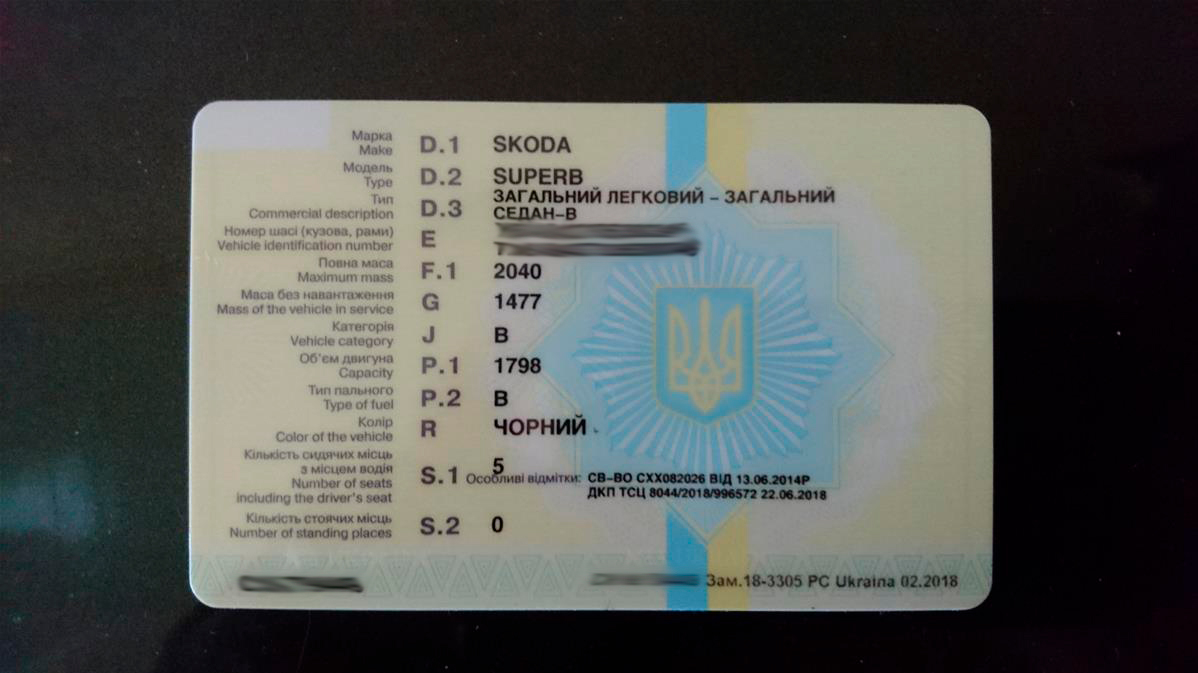 Марка
Make D.1 SKODA
Модель
Type D.2 SUPERB
Тип
Commercial description D.3 ЗАГАЛЬНИЙ ЛЕГКОВИЙ – ЗАГАЛЬНИЙ
СЕДАН-В
Номер шасі (кузова, рами)
Vehicle identification number E
Повна маса
Maximum mass F.1 2040
Маса без навантаження
Mass of the vehicle in service G 1477
Категорія
Vehicle category J B
Об'єм двигуна
Capacity P.1 1798
Тип пального
Type of fuel P.2 B
Колір
Color of the vehicle R ЧОРНИЙ
Кількість сидячих місць
з місцем водія
Number of seats
including the driver's seat S.1 5
Особливі відмітки: СВ-ВО СХХ082026 ВІД 13.06.2014Р
ДКП ТСЦ 8044/2018/996572 22.06.2018
Кількість стоячих місць
Number of standing places S.2 0
Зам.18-3305 PC Ukraina 02.2018